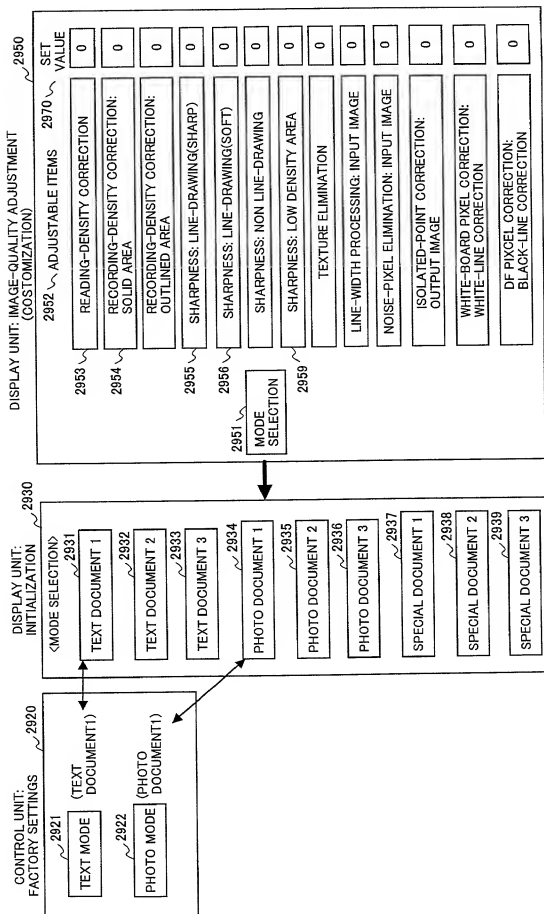 CONTROL UNIT:
FACTORY SETTINGS
2920
2921
TEXT MODE
(TEXT
DOCUMENT1)
2922
PHOTO MODE
(PHOTO
DOCUMENT1)
DISPLAY UNIT:
INITIALIZATION
2930
<MODE SELECTION>
2931
TEXT DOCUMENT 1
2932
TEXT DOCUMENT 2
2933
TEXT DOCUMENT 3
2934
PHOTO DOCUMENT 1
2935
PHOTO DOCUMENT 2
2936
PHOTO DOCUMENT 3
2937
SPECIAL DOCUMENT 1
2938
SPECIAL DOCUMENT 2
2939
SPECIAL DOCUMENT 3
DISPLAY UNIT: IMAGE-QUALITY ADJUSTMENT
(COSTOMIZATION)
2950
2951
MODE
SELECTION
2952 ADJUSTABLE ITEMS
2970
SET
VALUE
2953
READING-DENSITY CORRECTION
0
2954
RECORDING-DENSITY CORRECTION:
SOLID AREA
0
RECORDING-DENSITY CORRECTION:
OUTLINED AREA
0
2955
SHARPNESS: LINE-DRAWING(SHARP)
0
2956
SHARPNESS: LINE-DRAWING(SOFT)
0
SHARPNESS: NON LINE-DRAWING
0
2959
SHARPNESS: LOW DENSITY AREA
0
TEXTURE ELIMINATION
0
LINE-WIDTH PROCESSING: INPUT IMAGE
0
NOISE-PIXEL ELIMINATION: INPUT IMAGE
0
ISOLATED-POINT CORRECTION:
OUTPUT IMAGE
0
WHITE-BOARD PIXEL CORRECTION:
WHITE-LINE CORRECTION
0
DF PIXCEL CORRECTION:
BLACK-LINE CORRECTION
0